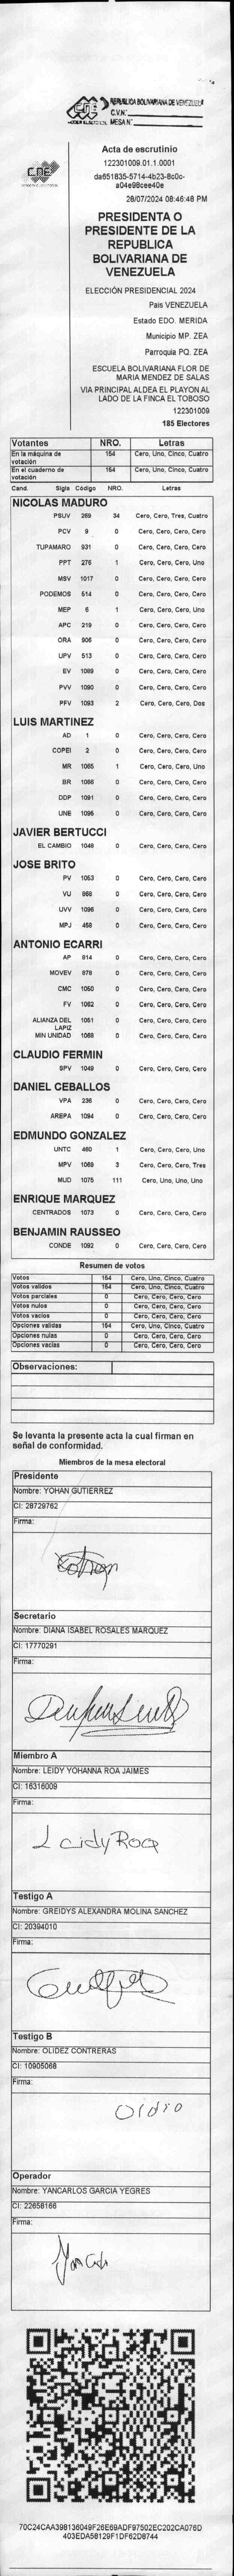 CNE
REPÚBLICA BOLIVARIANA DE VENEZUELA
C.V.N:
PODER ELECTORAL MESA N°
CNE
Acta de escrutinio
122301009.01.1.0001
da651835-5714-4b23-8c0c-
a04e98cee40e
28/07/2024 08:46:48 PM
PRESIDENTA O
PRESIDENTE DE LA
REPUBLICA
BOLIVARIANA DE
VENEZUELA
ELECCIÓN PRESIDENCIAL 2024
Pais VENEZUELA
Estado EDO. MERIDA
Municipio MP. ZEA
Parroquia PQ. ZEA
ESCUELA BOLIVARIANA FLOR DE
MARIA MENDEZ DE SALAS
VIA PRINCIPAL ALDEA EL PLAYON AL
LADO DE LA FINCA EL TOBOSO
122301009
185 Electores
Votantes NRO. Letras
En la máquina de votación 154 Cero, Uno, Cinco, Cuatro
En el cuaderno de votación 154 Cero, Uno, Cinco, Cuatro
Cand. Sigla Código NRO. Letras
NICOLAS MADURO
PSUV 269 34 Cero, Cero, Tres, Cuatro
PCV 9 0 Cero, Cero, Cero, Cero
TUPAMARO 931 0 Cero, Cero, Cero, Cero
PPT 276 1 Cero, Cero, Cero, Uno
MSV 1017 0 Cero, Cero, Cero, Cero
PODEMOS 514 0 Cero, Cero, Cero, Cero
MEP 6 1 Cero, Cero, Cero, Uno
APC 219 0 Cero, Cero, Cero, Cero
ORA 906 0 Cero, Cero, Cero, Cero
UPV 513 0 Cero, Cero, Cero, Cero
EV 1089 0 Cero, Cero, Cero, Cero
PVV 1090 0 Cero, Cero, Cero, Cero
PFV 1093 2 Cero, Cero, Cero, Dos
LUIS MARTINEZ
AD 1 0 Cero, Cero, Cero, Cero
COPEI 2 0 Cero, Cero, Cero, Cero
MR 1065 1 Cero, Cero, Cero, Uno
BR 1066 0 Cero, Cero, Cero, Cero
DDP 1091 0 Cero, Cero, Cero, Cero
UNE 1095 0 Cero, Cero, Cero, Cero
JAVIER BERTUCCI
EL CAMBIO 1048 0 Cero, Cero, Cero, Cero
JOSE BRITO
PV 1053 0 Cero, Cero, Cero, Cero
VU 868 0 Cero, Cero, Cero, Cero
UVV 1096 0 Cero, Cero, Cero, Cero
MPJ 458 0 Cero, Cero, Cero, Cero
ANTONIO ECARRI
AP 814 0 Cero, Cero, Cero, Cero
MOVEV 878 0 Cero, Cero, Cero, Cero
CMC 1050 0 Cero, Cero, Cero, Cero
FV 1062 0 Cero, Cero, Cero, Cero
ALIANZA DEL LAPIZ 1051 0 Cero, Cero, Cero, Cero
MIN UNIDAD 1068 0 Cero, Cero, Cero, Cero
CLAUDIO FERMIN
SPV 1049 0 Cero, Cero, Cero, Cero
DANIEL CEBALLOS
VPA 236 0 Cero, Cero, Cero, Cero
AREPA 1094 0 Cero, Cero, Cero, Cero
EDMUNDO GONZALEZ
UNTC 460 1 Cero, Cero, Cero, Uno
MPV 1069 3 Cero, Cero, Cero, Tres
MUD 1075 111 Cero, Uno, Uno, Uno
ENRIQUE MARQUEZ
CENTRADOS 1073 0 Cero, Cero, Cero, Cero
BENJAMIN RAUSSEO
CONDE 1092 0 Cero, Cero, Cero, Cero
Resumen de votos
Votos 154 Cero, Uno, Cinco, Cuatro
Votos validos 154 Cero, Uno, Cinco, Cuatro
Votos parciales 0 Cero, Cero, Cero, Cero
Votos nulos 0 Cero, Cero, Cero, Cero
Votos vacios 0 Cero, Cero, Cero, Cero
Opciones validas 154 Cero, Uno, Cinco, Cuatro
Opciones nulas 0 Cero, Cero, Cero, Cero
Opciones vacias 0 Cero, Cero, Cero, Cero
Observaciones:
Se levanta la presente acta la cual firman en
señal de conformidad.
Miembros de la mesa electoral
Presidente
Nombre: YOHAN GUTIERREZ
CI: 28729762
Firma:
Secretario
Nombre: DIANA ISABEL ROSALES MARQUEZ
CI: 17770291
Firma:
Miembro A
Nombre: LEIDY YOHANNA ROA JAIMES
CI: 16316009
Firma:
Leidy Roa
Testigo A
Nombre: GREIDYS ALEXANDRA MOLINA SANCHEZ
CI: 20394010
Firma:
Testigo B
Nombre: OLIDEZ CONTRERAS
CI: 10905068
Firma:
Operador
Nombre: YANCARLOS GARCIA YEGRES
CI: 22658166
Firma:
70C24CAA398136049F26E69ADF97502EC202CA076D
403EDA58129F1DF62D8744